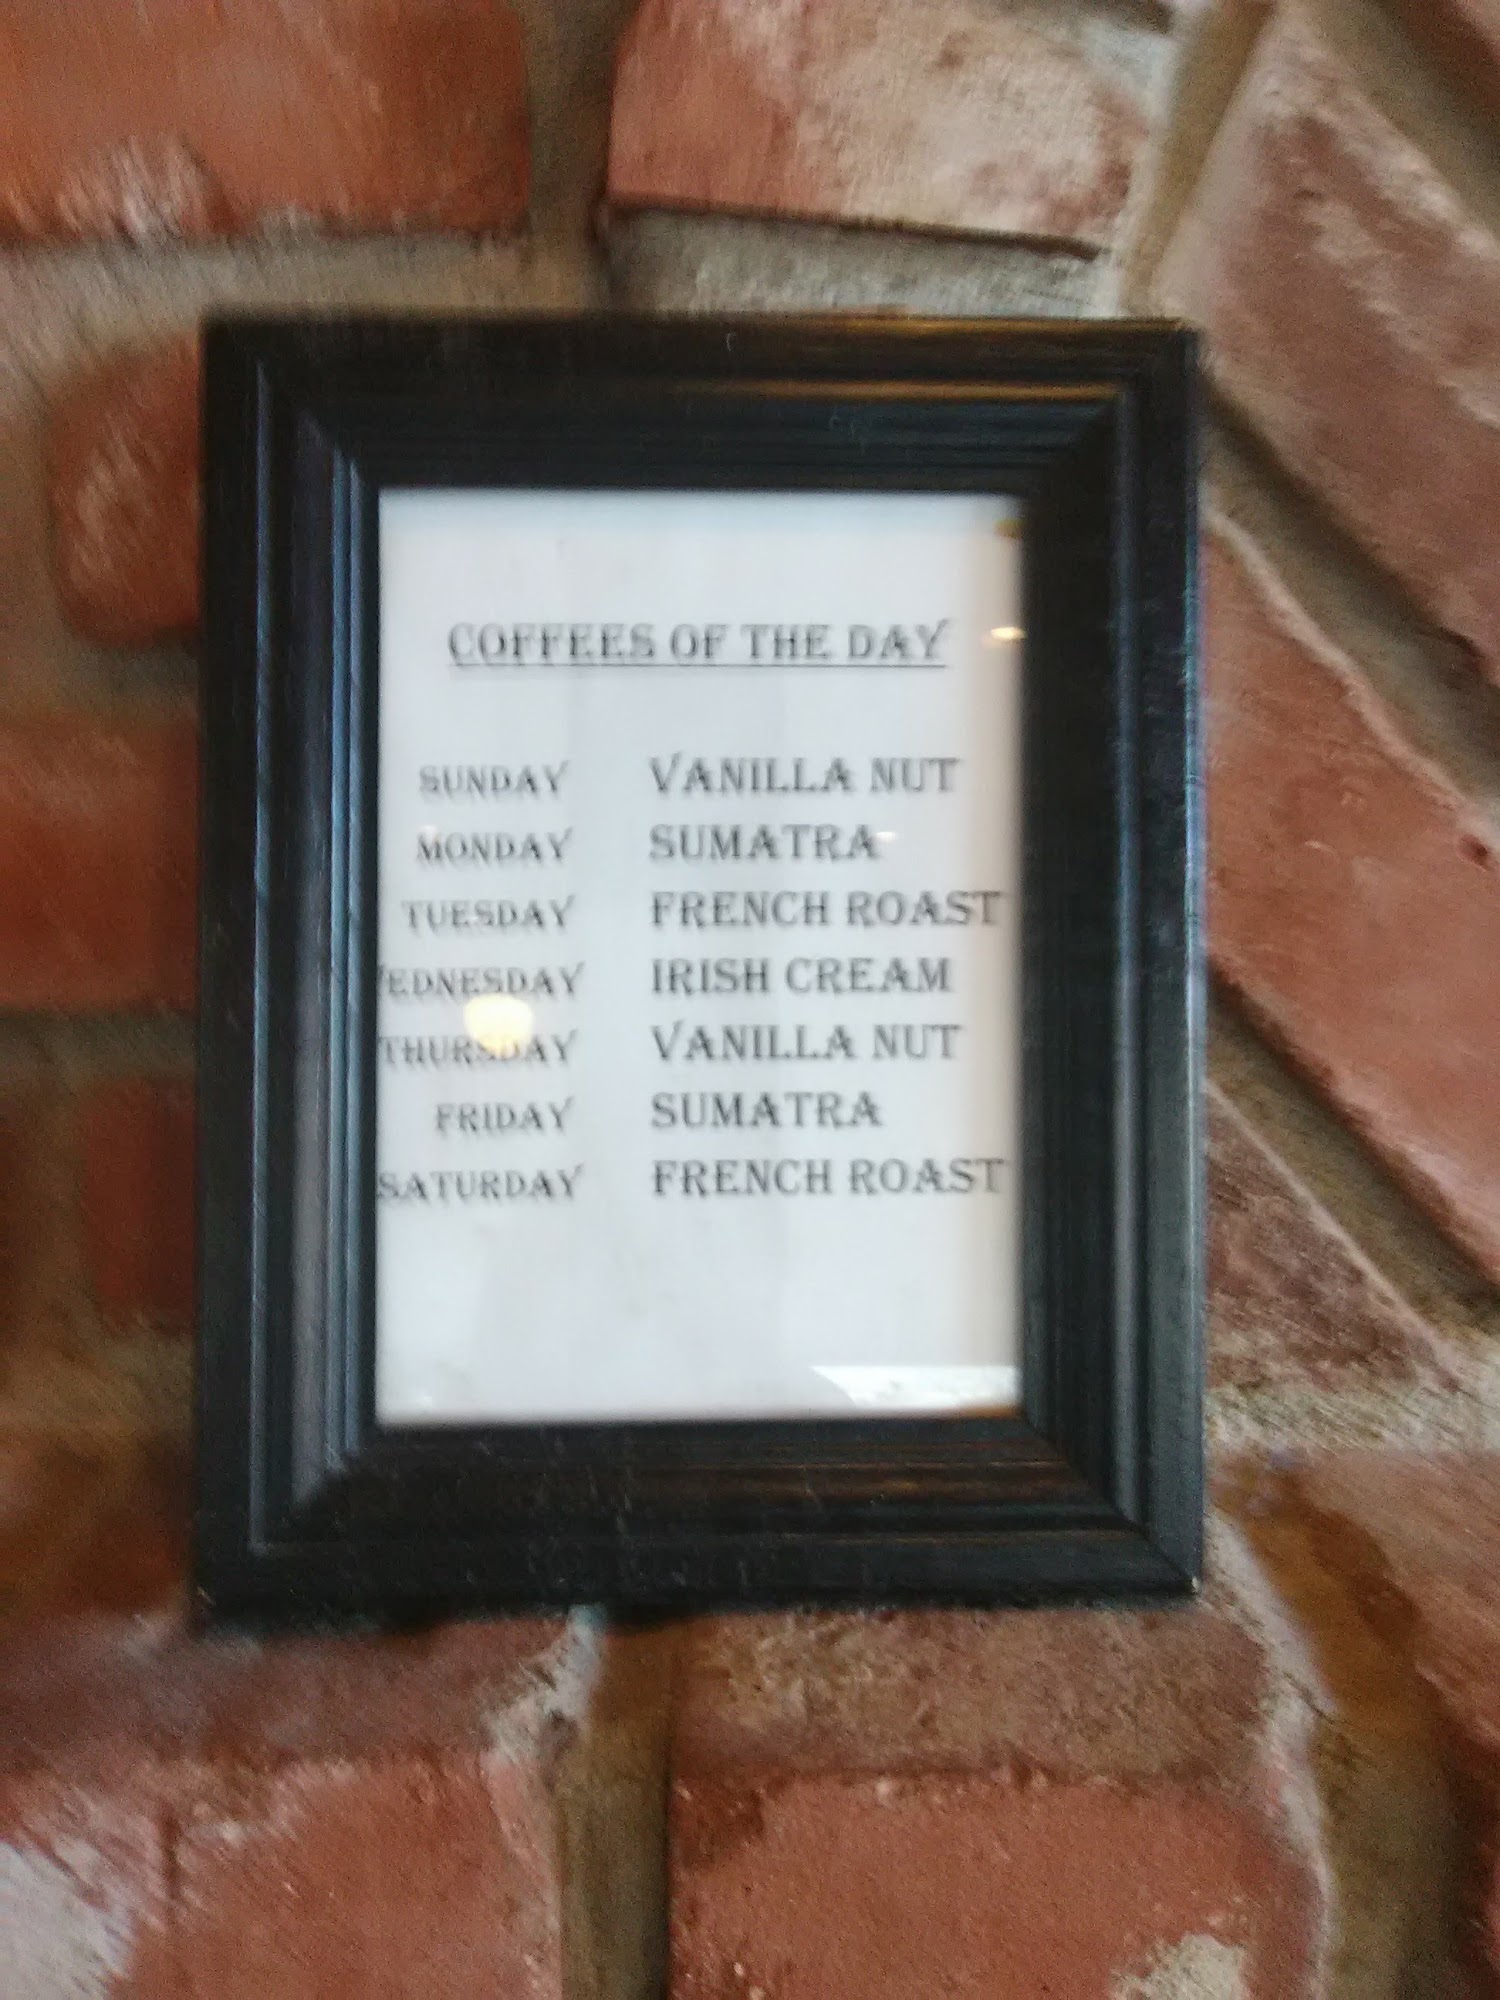 COFFEES OF THE DAY
SUNDAY VANILLA NUT
MONDAY SUMATRA
TUESDAY FRENCH ROAST
WEDNESDAY IRISH CREAM
THURSDAY VANILLA NUT
FRIDAY SUMATRA
SATURDAY FRENCH ROAST